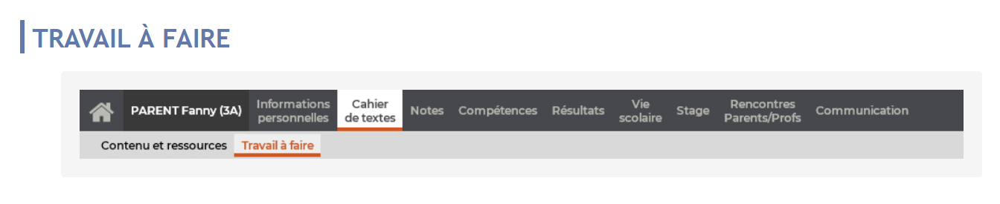 TRAVAIL À FAIRE
PARENT Fanny (3A)
Informations
personnelles
Cahier
de textes
Notes
Compétences
Résultats
Vie
scolaire
Stage
Rencontres
Parents/Profs
Communication
Contenu et ressources
Travail à faire